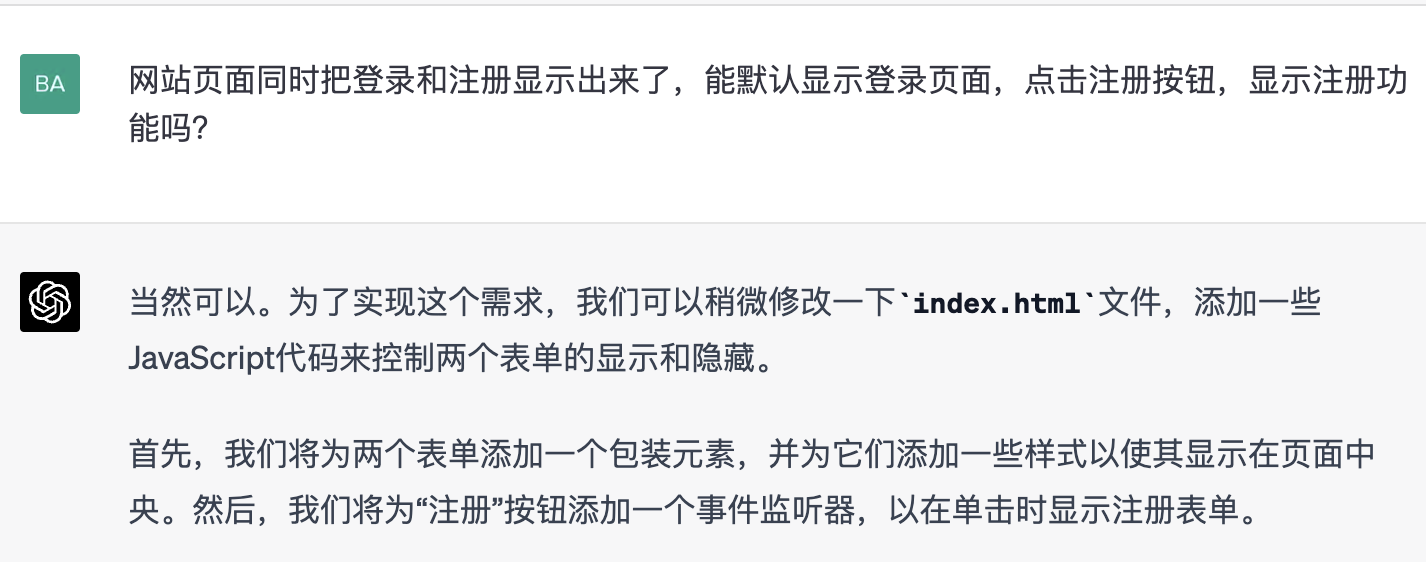 BA
网站页面同时把登录和注册显示出来了，能默认显示登录页面，点击注册按钮，显示注册功
能吗？
当然可以。为了实现这个需求，我们可以稍微修改一下`index.html`文件，添加一些
JavaScript代码来控制两个表单的显示和隐藏。
首先，我们将为两个表单添加一个包装元素，并为它们添加一些样式以使其显示在页面中
央。然后，我们将为“注册”按钮添加一个事件监听器，以在单击时显示注册表单。